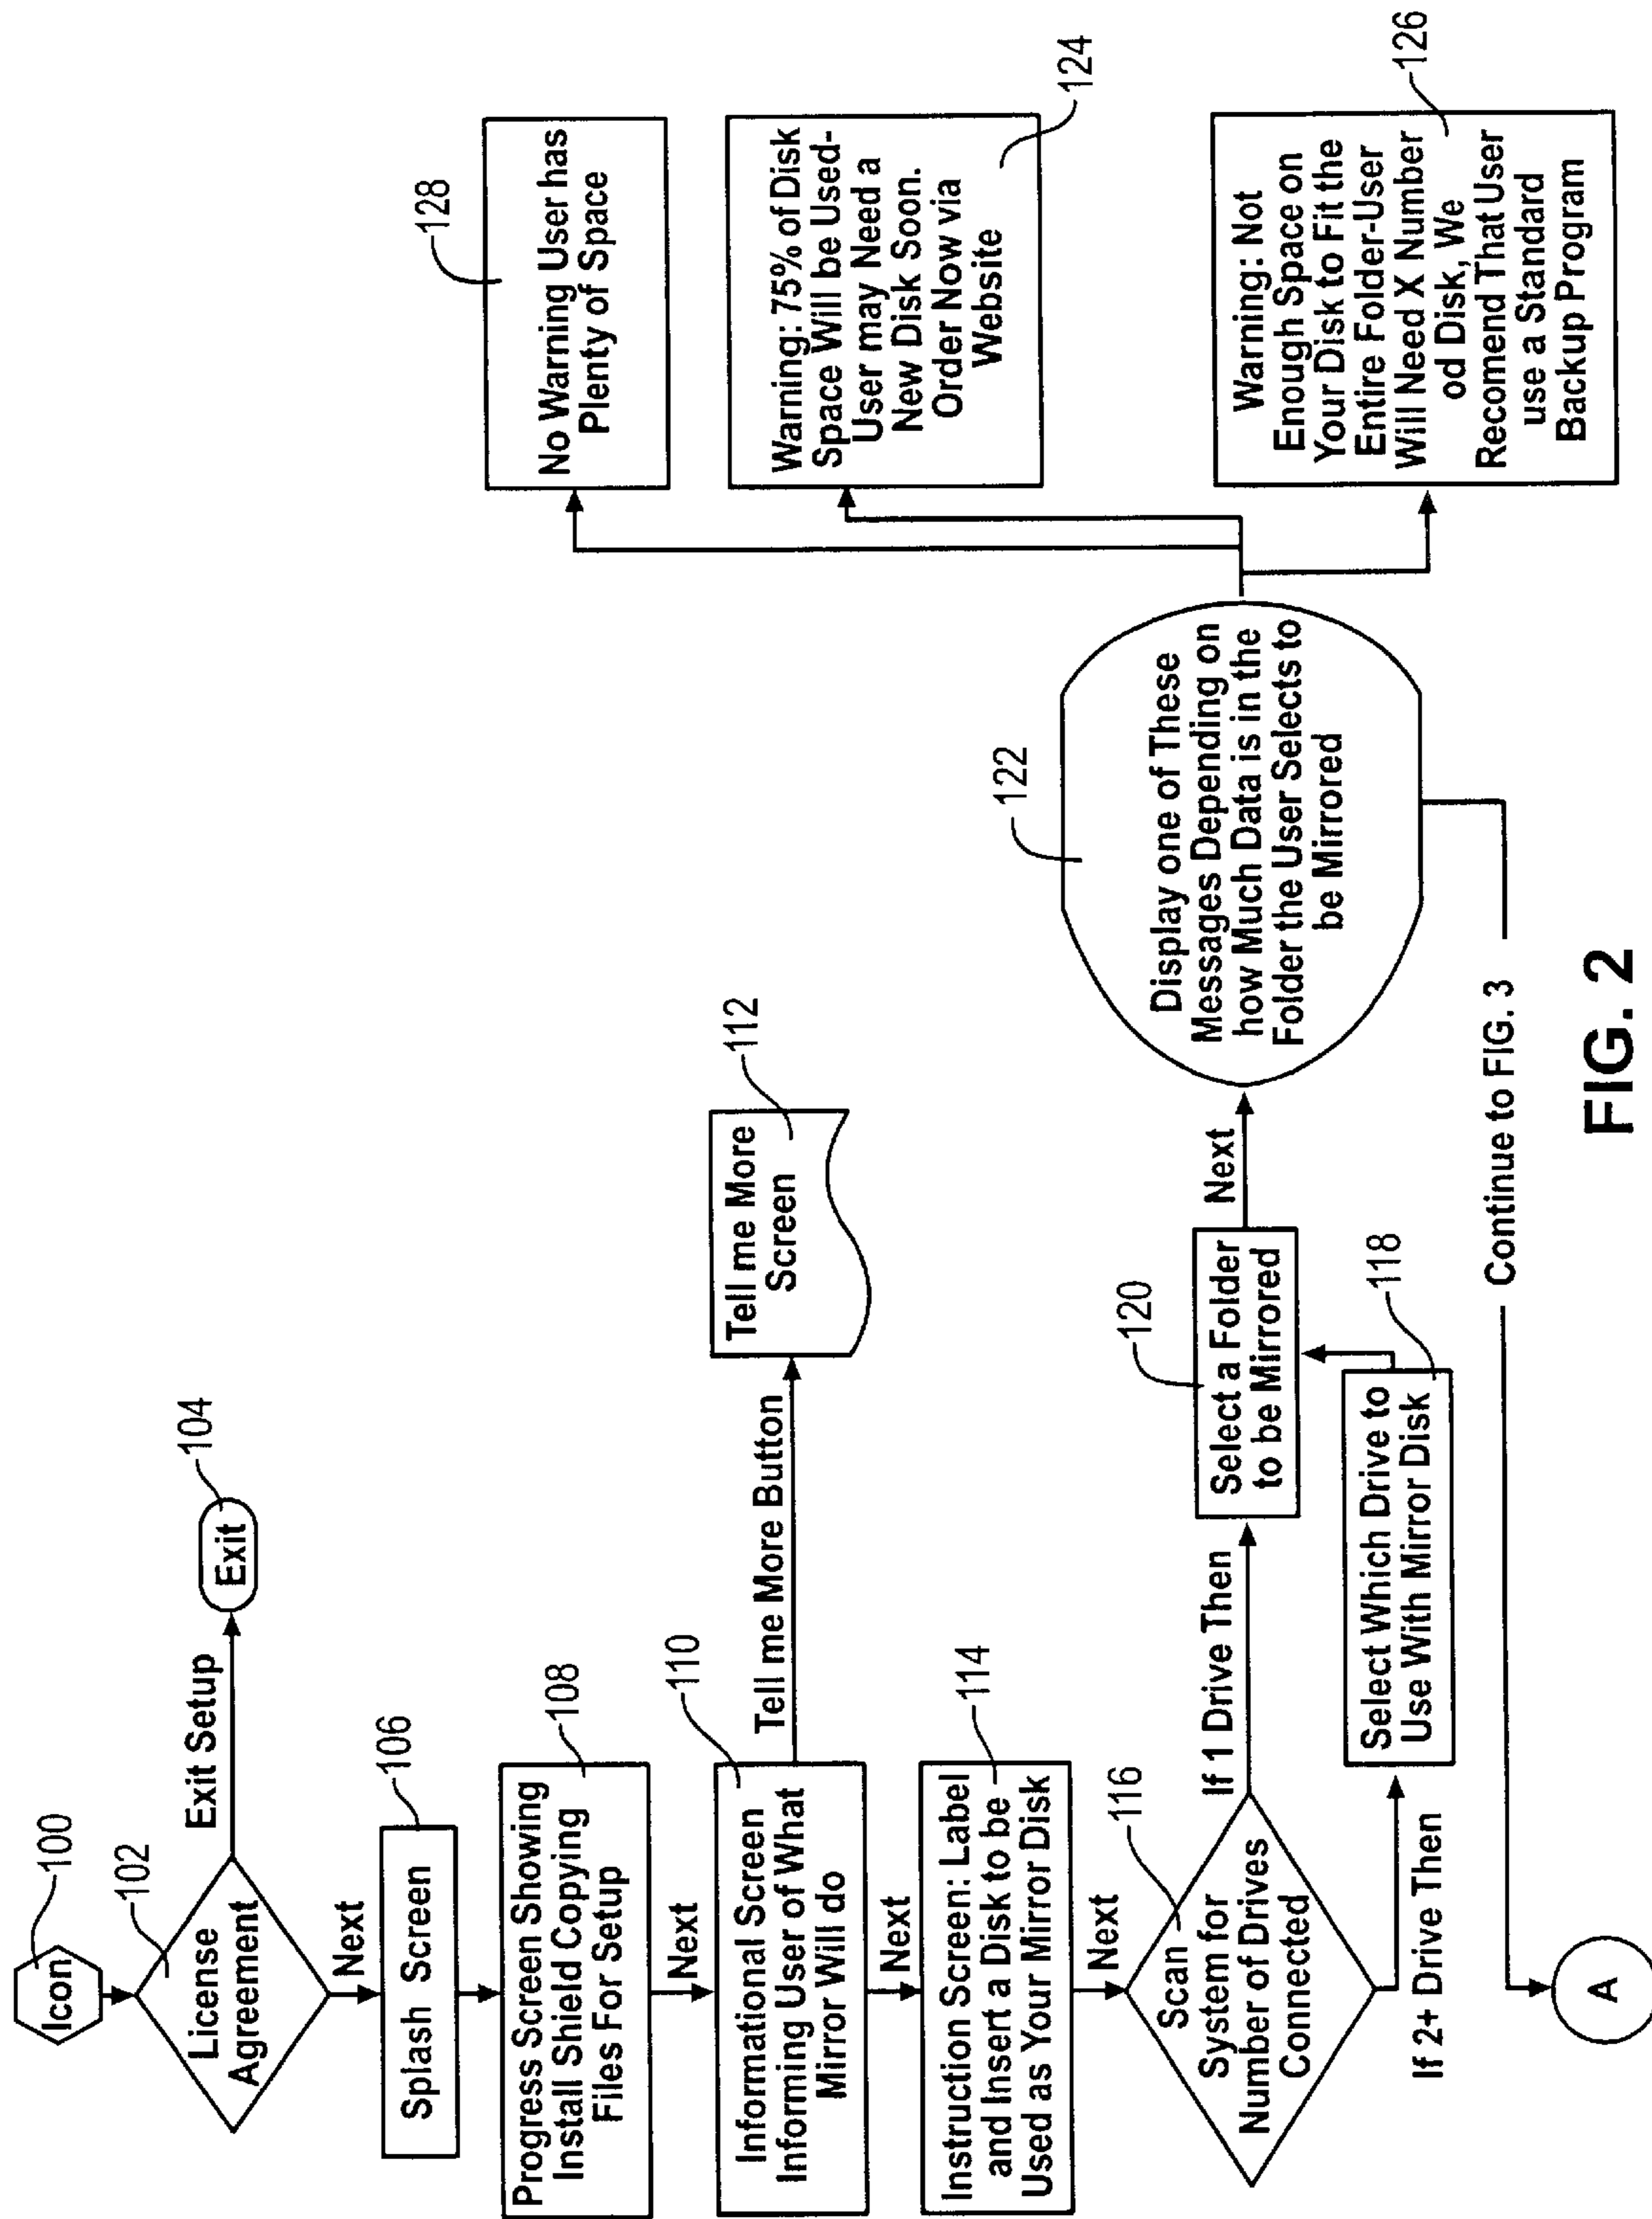 100
Icon
102
License
Agreement
Exit Setup
104
Exit
Next
106
Splash Screen
108
Progress Screen Showing
Install Shield Copying
Files For Setup
Next
110
Informational Screen
Informing User of What
Mirror Will do
Tell me More Button
112
Tell me More
Screen
Next
114
Instruction Screen: Label
and Insert a Disk to be
Used as Your Mirror Disk
Next
116
Scan
System for
Number of Drives
Connected
If 1 Drive Then
If 2+ Drive Then
118
Select Which Drive to
Use With Mirror Disk
120
Select a Folder
to be Mirrored
Next
122
Display one of These
Messages Depending on
how Much Data is in the
Folder the User Selects to
be Mirrored
128
No Warning User has
Plenty of Space
124
Warning: 75% of Disk
Space Will be Used-
User may Need a
New Disk Soon.
Order Now via
Website
126
Warning: Not
Enough Space on
Your Disk to Fit the
Entire Folder-User
Will Need X Number
od Disk, We
Recomend That User
use a Standard
Backup Program
Continue to FIG. 3
A
FIG. 2